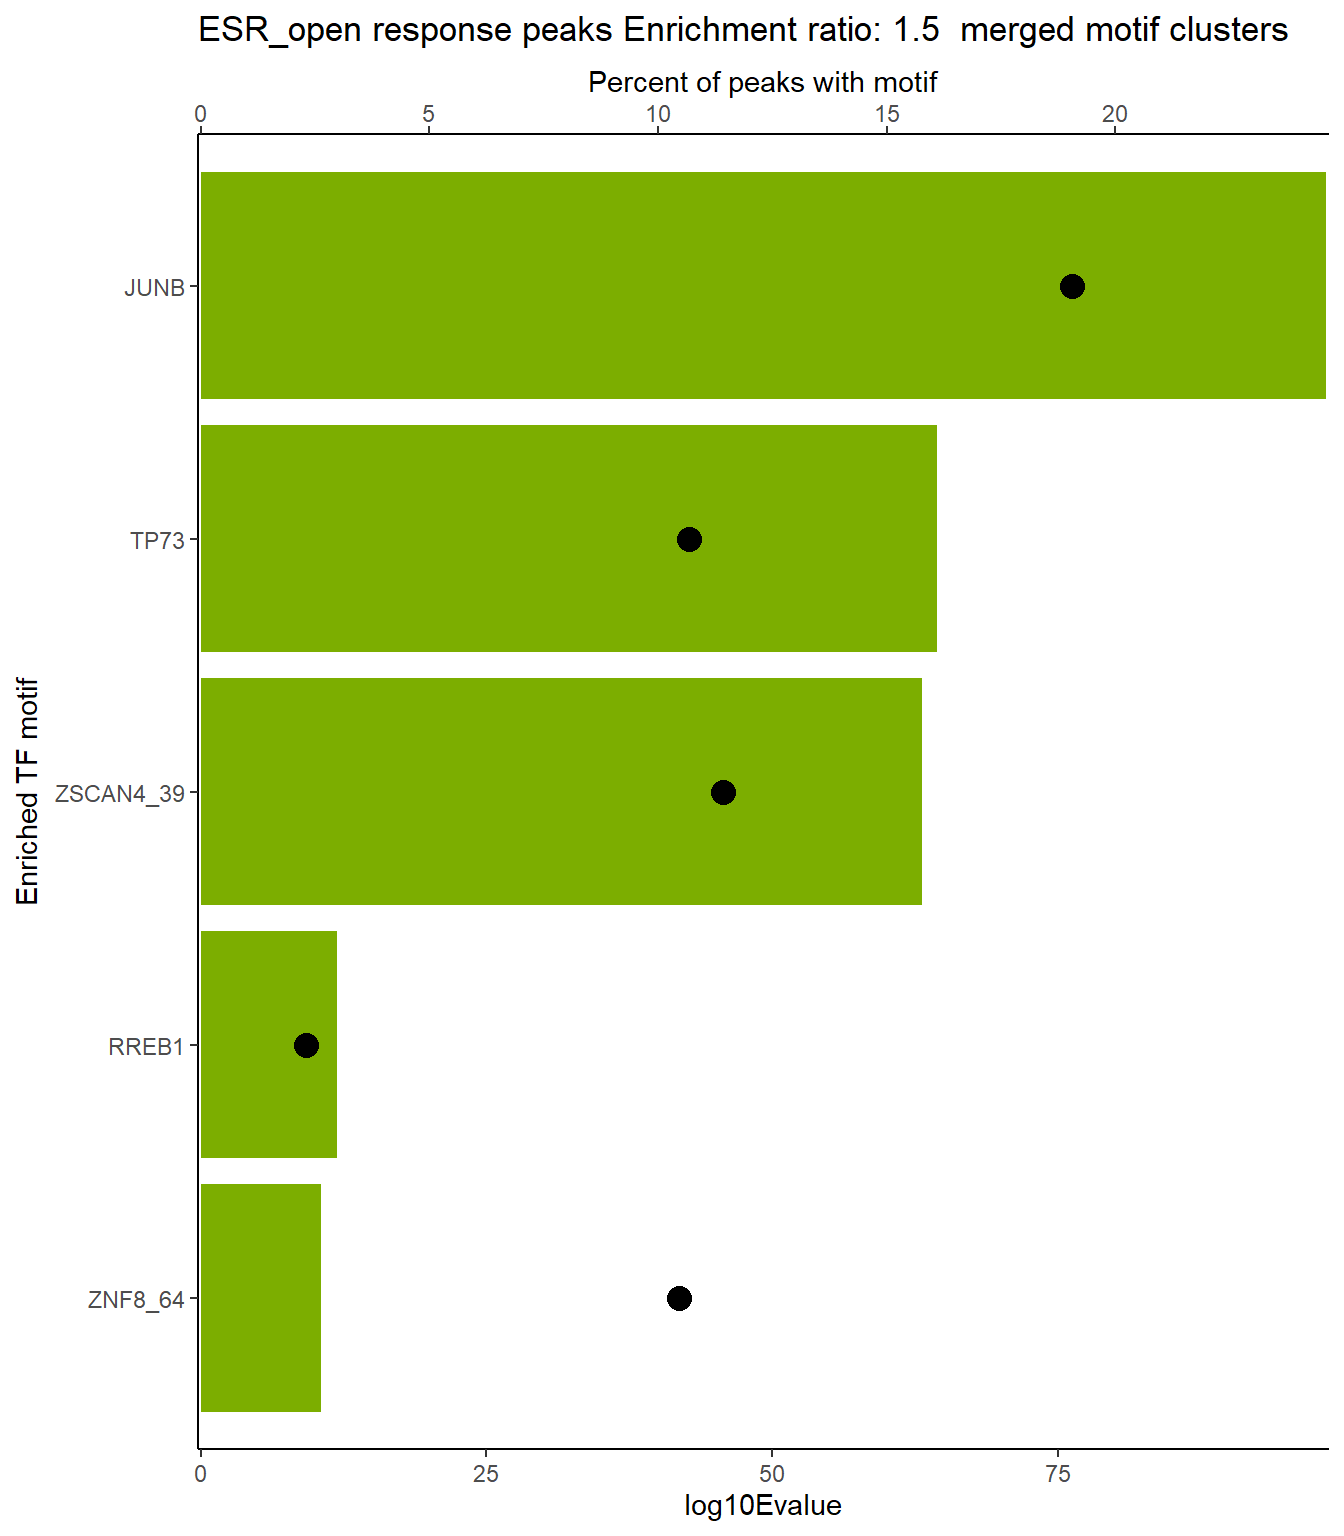 ESR_open response peaks Enrichment ratio: 1.5  merged motif clusters
Percent of peaks with motif
0 5 10 15 20
JUNB
TP73
ZSCAN4_39
RREB1
ZNF8_64
Enriched TF motif
0 25 50 75
log10Evalue